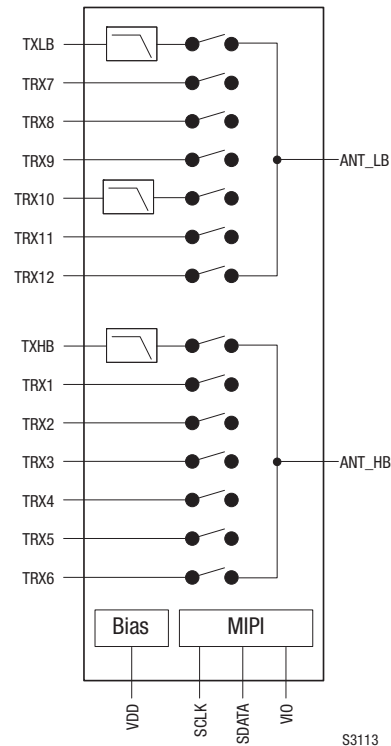 TXLB
TRX7
TRX8
TRX9
ANT_LB
TRX10
TRX11
TRX12
TXHB
TRX1
TRX2
TRX3
ANT_HB
TRX4
TRX5
TRX6
Bias
MIPI
VDD
SCLK
SDATA
VIO
S3113